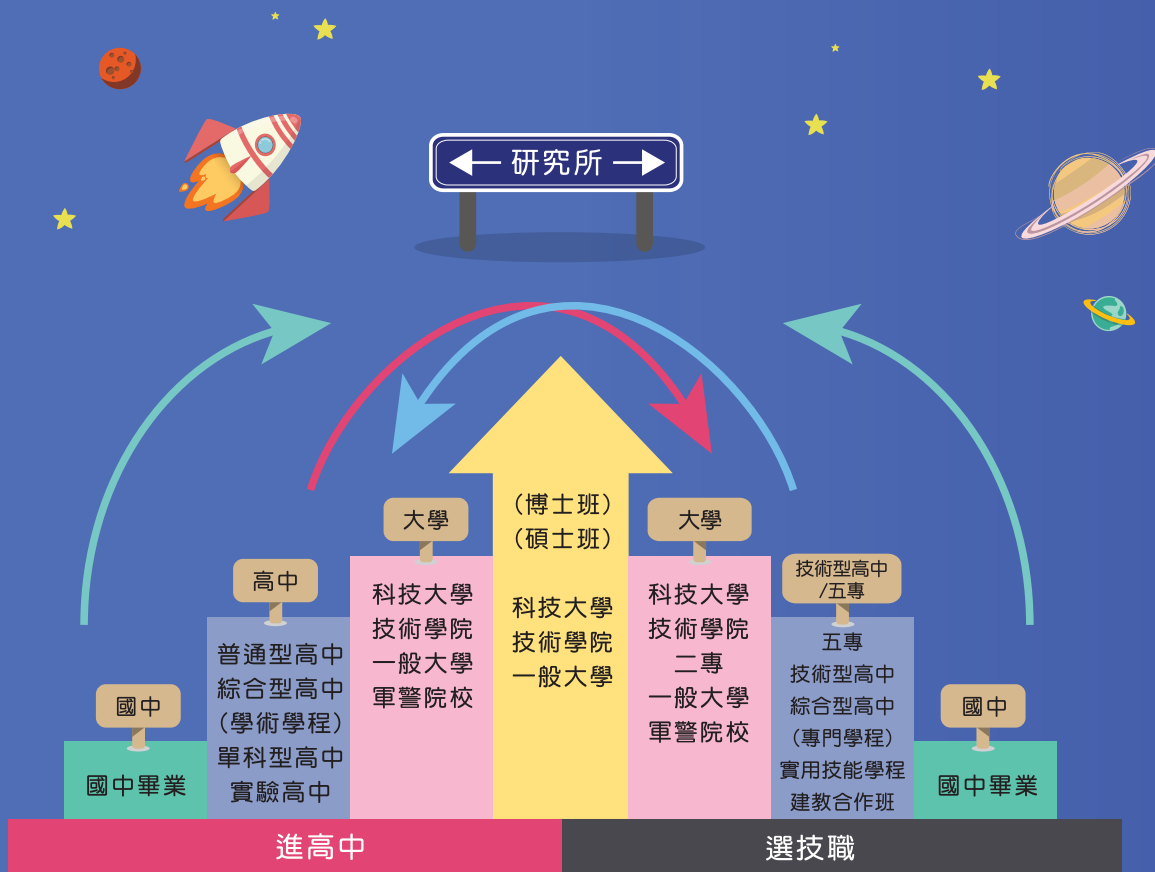 研究所
國中
國中畢業
高中
普通型高中
綜合型高中
(學術學程)
單科型高中
實驗高中
大學
科技大學
技術學院
一般大學
軍警院校
(博士班)
(碩士班)
科技大學
技術學院
一般大學
大學
科技大學
技術學院
二專
一般大學
軍警院校
技術型高中
/五專
五專
技術型高中
綜合型高中
(專門學程)
實用技能學程
建教合作班
國中
國中畢業
進高中
選技職